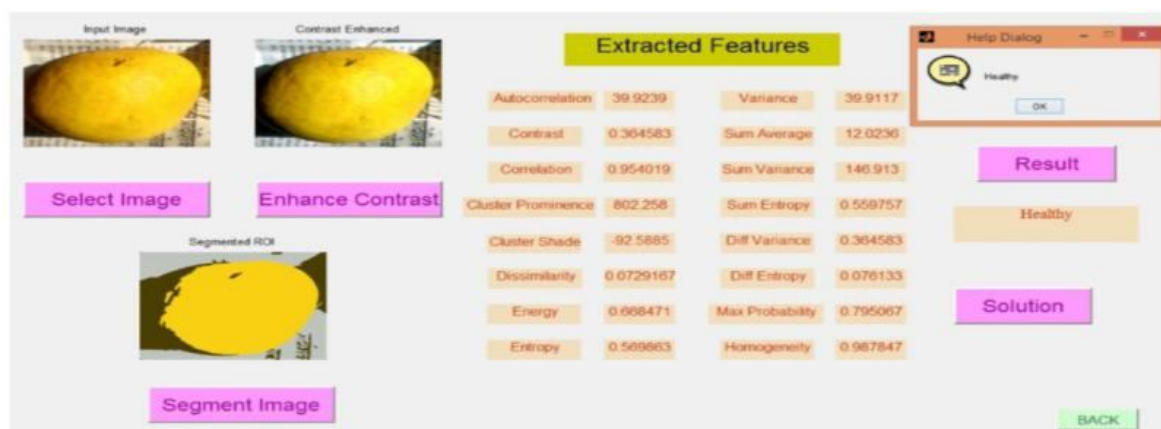 Input Image
Contrast Enhanced
Select Image
Enhance Contrast
Segmented ROI
Segment Image
Extracted Features
Autocorrelation 39.9239 Variance 39.9117
Contrast 0.364583 Sum Average 12.0236
Correlation 0.954019 Sum Variance 146.913
Cluster Prominence 802.258 Sum Entropy 0.559757
Cluster Shade -92.5885 Diff Variance 0.364583
Dissimilarity 0.0729167 Diff Entropy 0.076133
Energy 0.668471 Max Probability 0.795067
Entropy 0.569863 Homogeneity 0.987847
Help Dialog
Healthy
OK
Result
Healthy
Solution
BACK